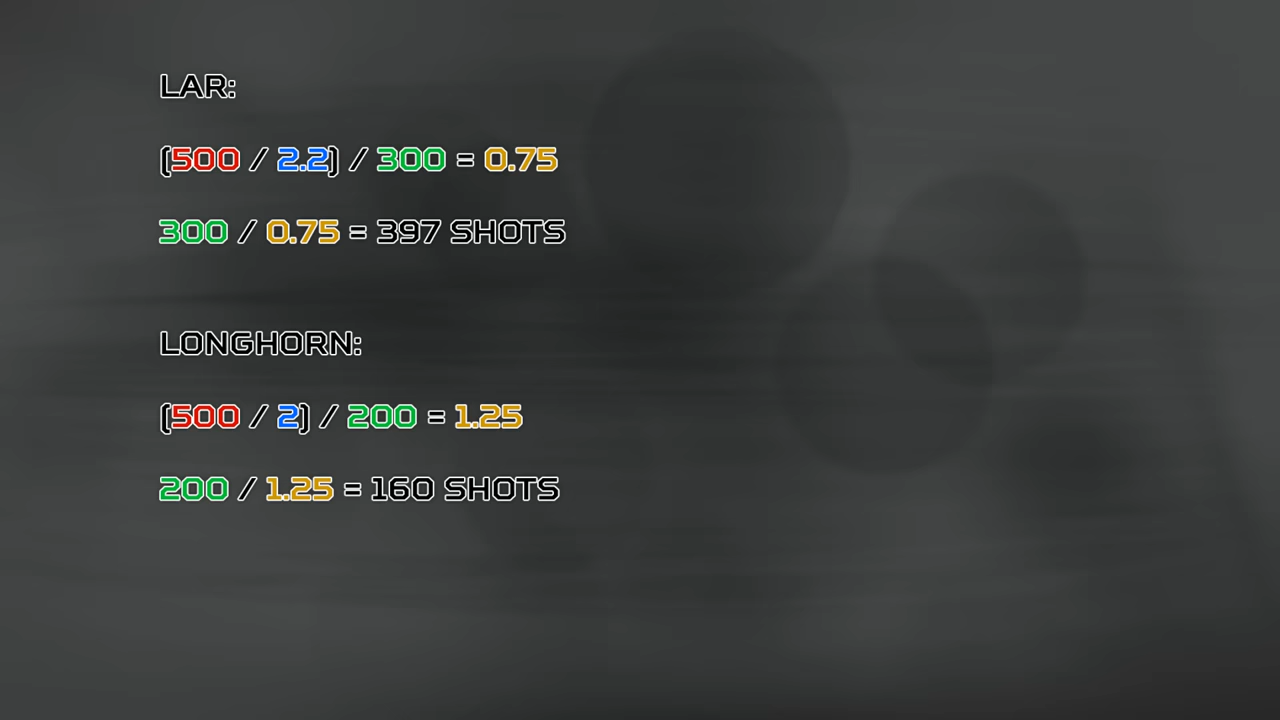 LAR:
(500 / 2.2) / 300 = 0.75
300 / 0.75 = 397 SHOTS
LONGHORN:
(500 / 2) / 200 = 1.25
200 / 1.25 = 160 SHOTS